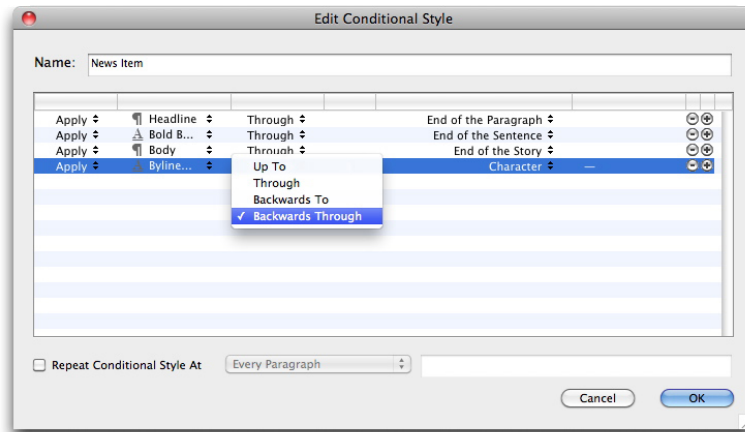 Edit Conditional Style
Name: News Item
Apply ¶ Headline Through End of the Paragraph
Apply A Bold B... Through End of the Sentence
Apply ¶ Body Through End of the Story
Apply A Byline... Character —
Up To
Through
Backwards To
✓ Backwards Through
Repeat Conditional Style At Every Paragraph
Cancel OK